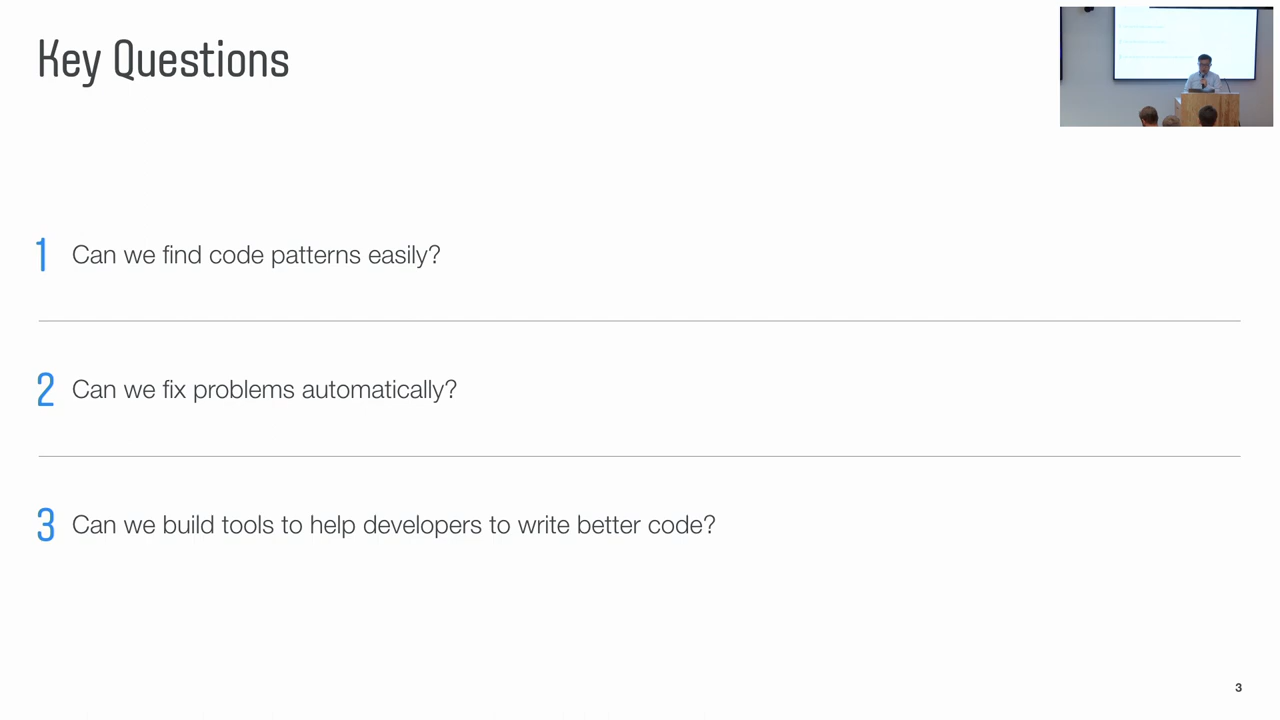 Key Questions
1 Can we find code patterns easily?
2 Can we fix problems automatically?
3 Can we build tools to help developers to write better code?
3